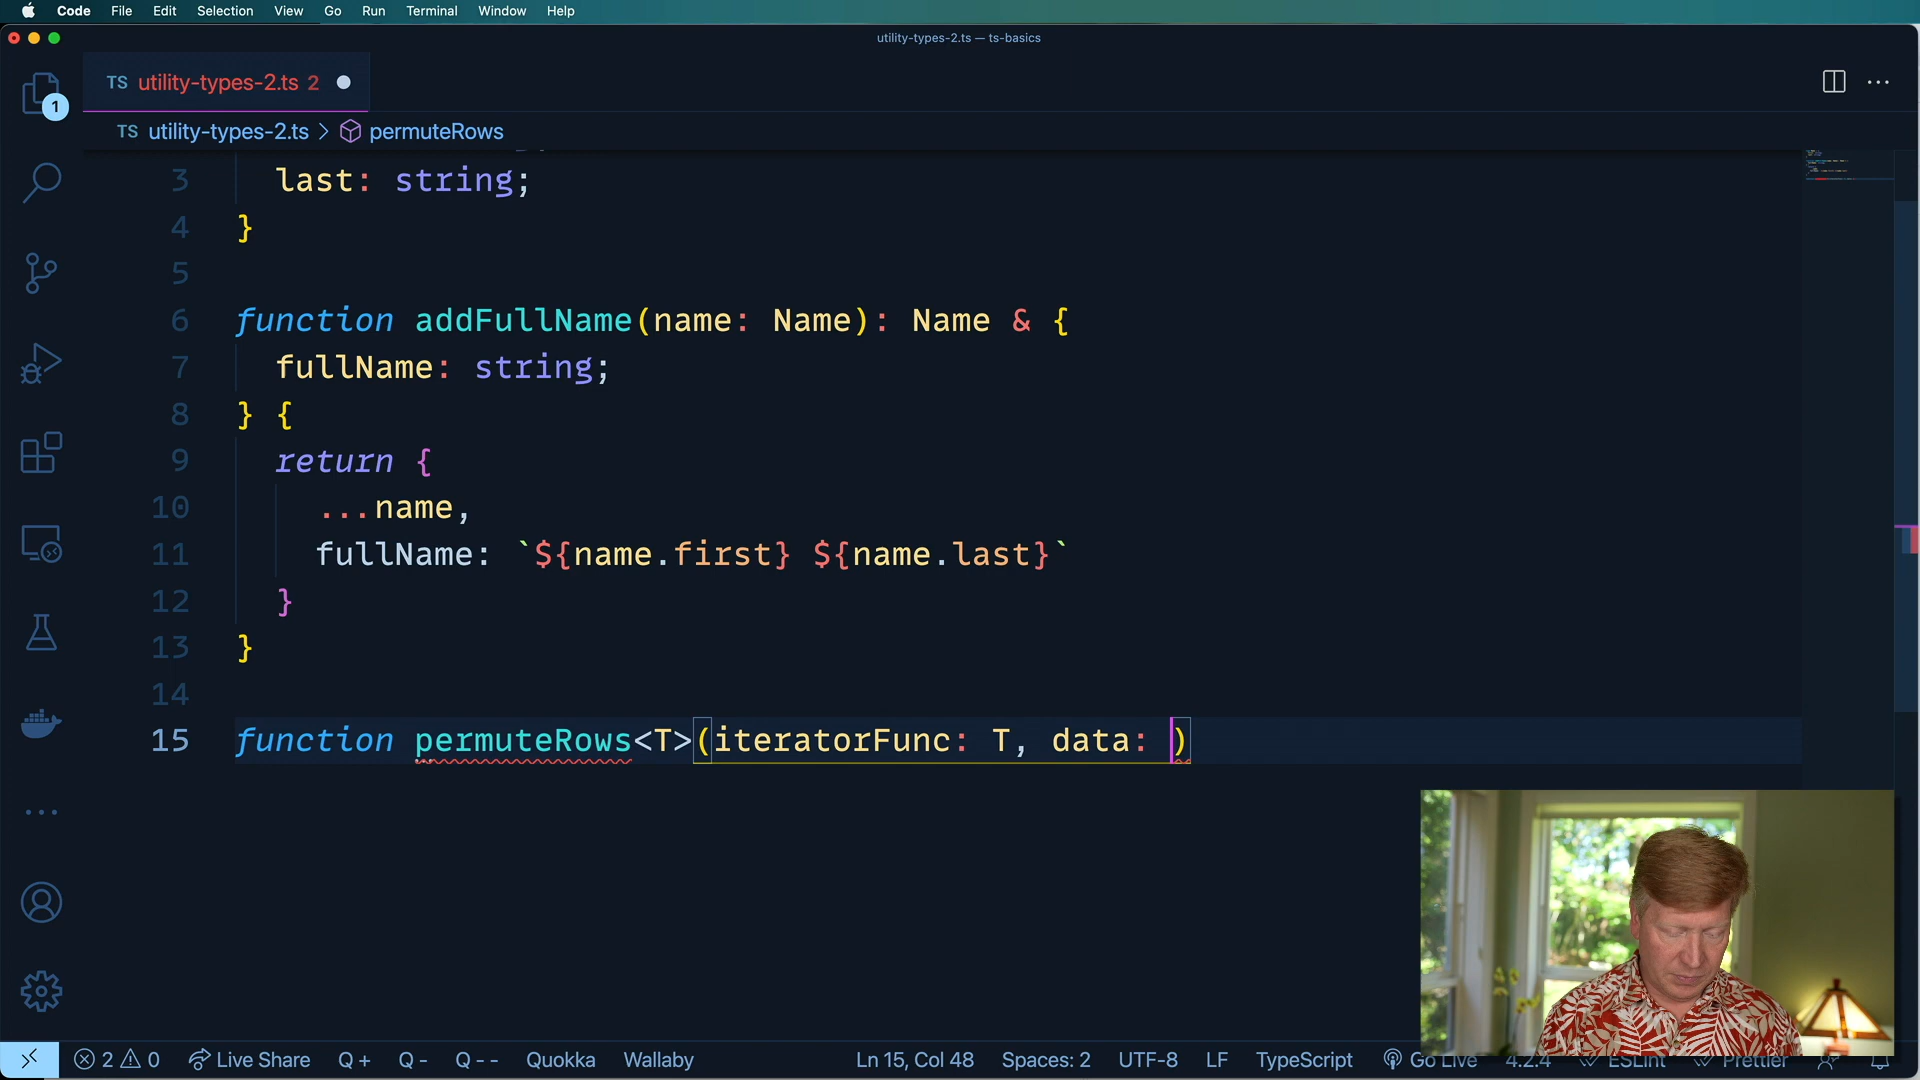 Code File Edit Selection View Go Run Terminal Window Help
utility-types-2.ts — ts-basics
TS utility-types-2.ts 2
1
TS utility-types-2.ts > permuteRows
3 last: string;
4 }
5
6 function addFullName(name: Name): Name & {
7 fullName: string;
8 } {
9 return {
10 ...name,
11 fullName: `${name.first} ${name.last}`
12 }
13 }
14
15 function permuteRows<T>(iteratorFunc: T, data: )
2 0 Live Share Q + Q - Q - - Quokka Wallaby Ln 15, Col 48 Spaces: 2 UTF-8 LF TypeScript Go Live 4.2.4 ESLint Prettier